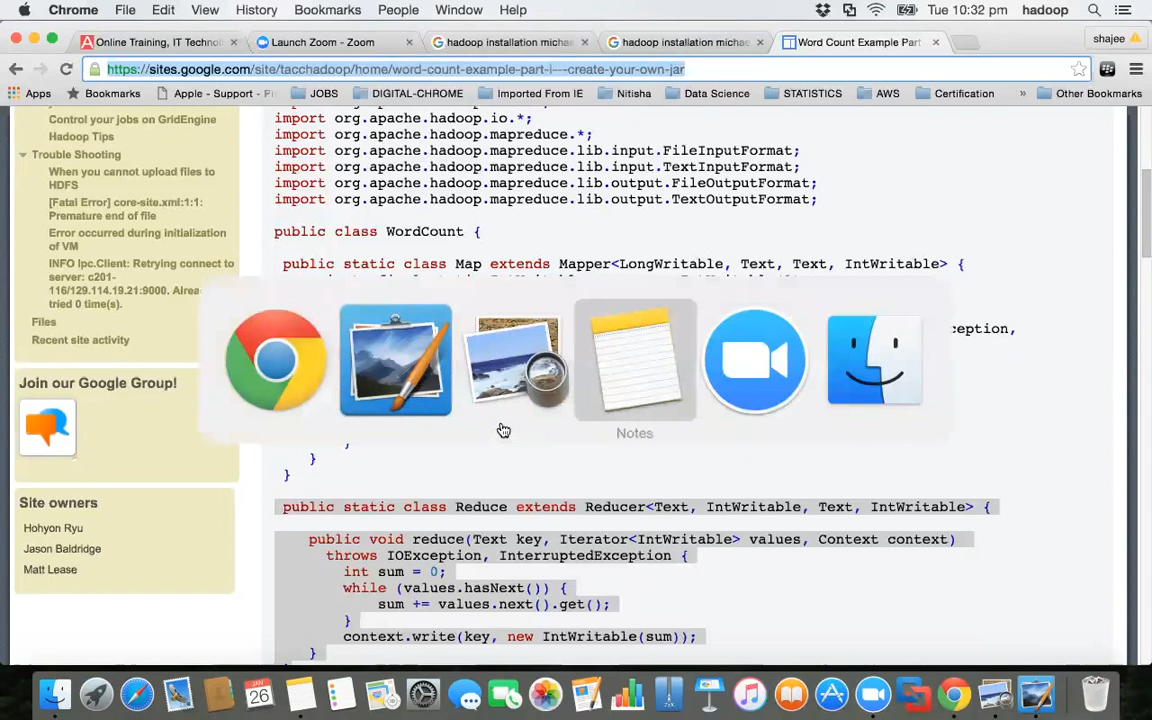 Chrome File Edit View History Bookmarks People Window Help Tue 10:32 pm hadoop
Online Training, IT Technol Launch Zoom - Zoom hadoop installation micha hadoop installation micha Word Count Example Part shajee
https://sites.google.com/site/tacchadoop/home/word-count-example-part-i---create-your-own-jar
Apps Bookmarks Apple - Support - P JOBS DIGITAL-CHROME Imported From IE Nitisha Data Science STATISTICS AWS Certification » Other Bookmarks
Control your jobs on GridEngine
Hadoop Tips
Trouble Shooting
When you cannot upload files to
HDFS
[Fatal Error] core-site.xml:1:1:
Premature end of file
Error occurred during initialization
of VM
INFO Ipc.Client: Retrying connect to
server: c201-
116/129.114.19.21:9000. Alrea
tried 0 time(s).
Files
Recent site activity
Join our Google Group!
Site owners
Hohyon Ryu
Jason Baldridge
Matt Lease
import org.apache.hadoop.io.*;
import org.apache.hadoop.mapreduce.*;
import org.apache.hadoop.mapreduce.lib.input.FileInputFormat;
import org.apache.hadoop.mapreduce.lib.input.TextInputFormat;
import org.apache.hadoop.mapreduce.lib.output.FileOutputFormat;
import org.apache.hadoop.mapreduce.lib.output.TextOutputFormat;
public class WordCount {
public static class Map extends Mapper<LongWritable, Text, Text, IntWritable> {
ception,
Notes
}
}
}
public static class Reduce extends Reducer<Text, IntWritable, Text, IntWritable> {
public void reduce(Text key, Iterator<IntWritable> values, Context context)
throws IOException, InterruptedException {
int sum = 0;
while (values.hasNext()) {
sum += values.next().get();
}
context.write(key, new IntWritable(sum));
}
26